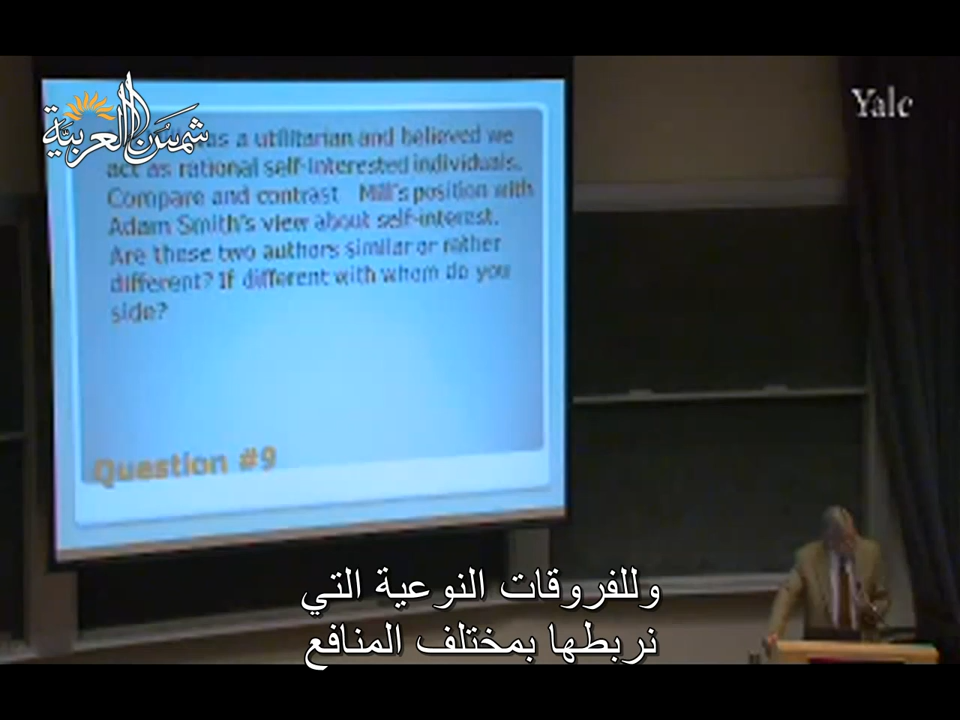 شمس العربية
Yale
as a utilitarian and believed we
act as rational self-interested individuals.
Compare and contrast Mill's position with
Adam Smith's view about self-interest.
Are these two authors similar or rather
different? If different with whom do you
side?
Question #9
وللفروقات النوعية التي
نربطها بمختلف المنافع